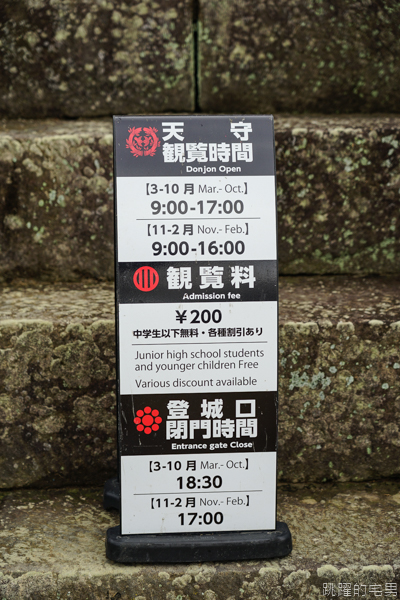 天守
観覧時間
Donjon Open
【3-10 月 Mar.- Oct.】
9:00-17:00
【11-2 月 Nov.- Feb.】
9:00-16:00
観覧料
Admission fee
¥200
中学生以下無料・各種割引あり
Junior high school students
and younger children Free
Various discount available
登城口
閉門時間
Entrance gate Close
【3-10 月 Mar.- Oct.】
18:30
【11-2 月 Nov.- Feb.】
17:00
跳躍的宅男